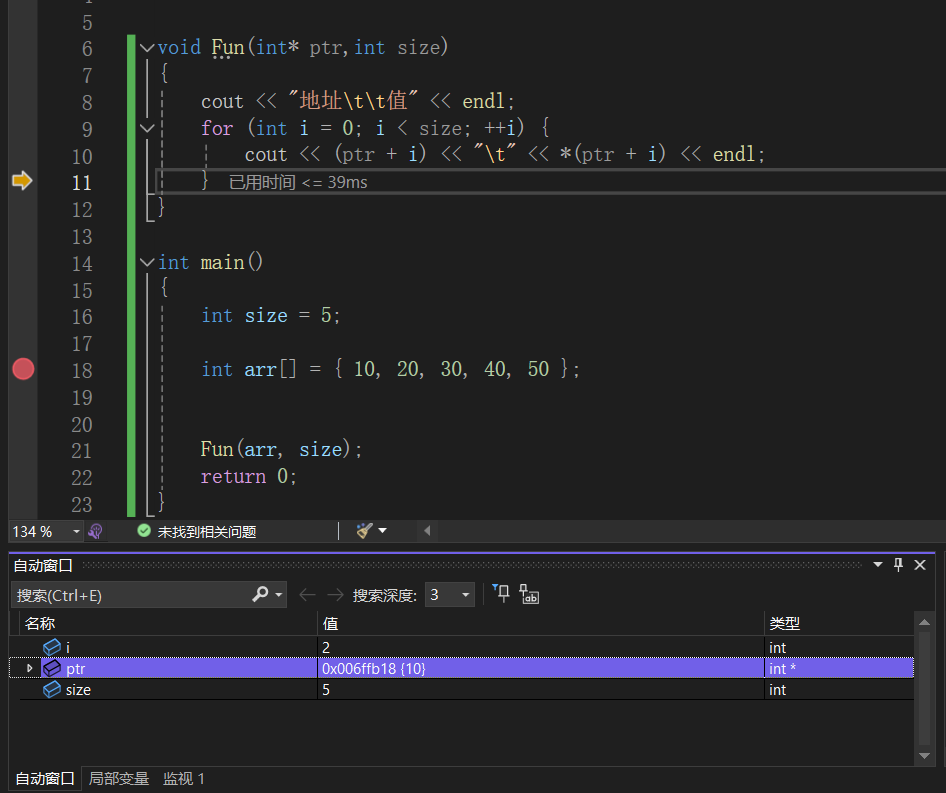 5
6 void Fun(int* ptr,int size)
7 {
8 cout << "地址\t\t值" << endl;
9 for (int i = 0; i < size; ++i) {
10 cout << (ptr + i) << "\t" << *(ptr + i) << endl;
11 } 已用时间 <= 39ms
12 }
13
14 int main()
15 {
16 int size = 5;
17
18 int arr[] = { 10, 20, 30, 40, 50 };
19
20
21 Fun(arr, size);
22 return 0;
23 }
134 % 未找到相关问题
自动窗口
搜索(Ctrl+E) 搜索深度: 3
名称 值 类型
i 2 int
ptr 0x006ffb18 {10} int *
size 5 int
自动窗口 局部变量 监视 1